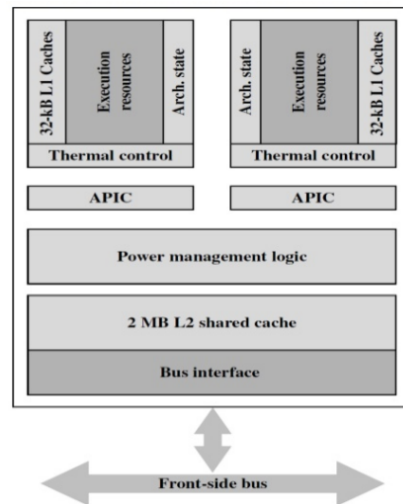 32-kB L1 Caches
Execution
resources
Arch. state
Arch. state
Execution
resources
32-kB L1 Caches
Thermal control
Thermal control
APIC
APIC
Power management logic
2 MB L2 shared cache
Bus interface
Front-side bus